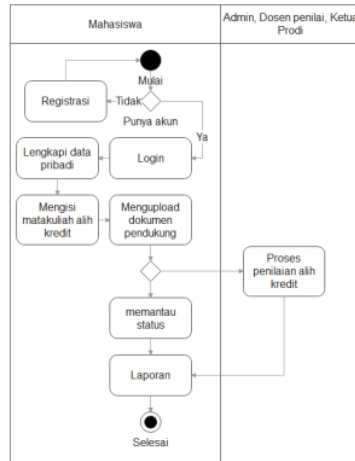 Mahasiswa
Admin, Dosen penilai, Ketua
Prodi
Mulai
Registrasi
Tidak
Punya akun
Ya
Lengkapi data
pribadi
Login
Mengisi
matakuliah alih
kredit
Mengupload
dokumen
pendukung
Proses
penilaian alih
kredit
memantau
status
Laporan
Selesai